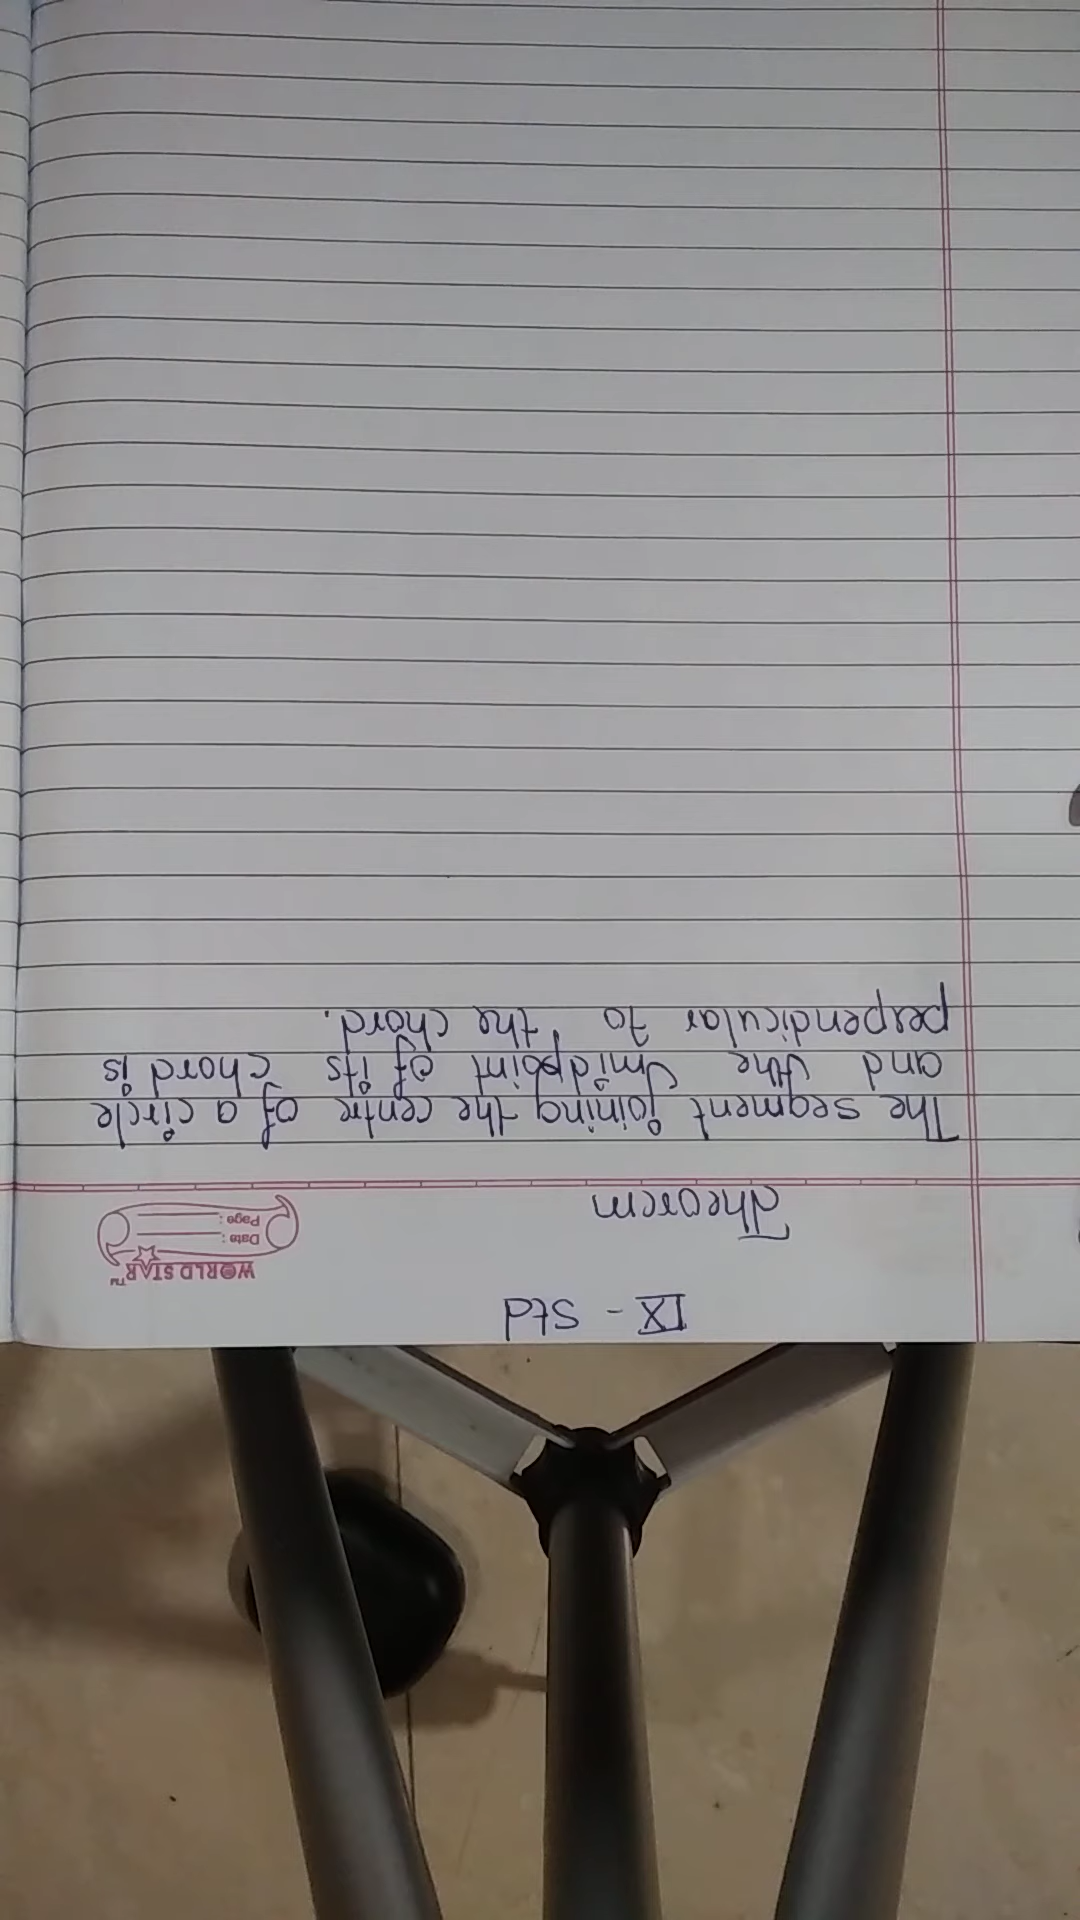 IX - Std
WORLD STAR™
Date :
Page :
Theorem
The segment joining the centre of a circle
and the midpoint of its chord is
perpendicular to the chord.